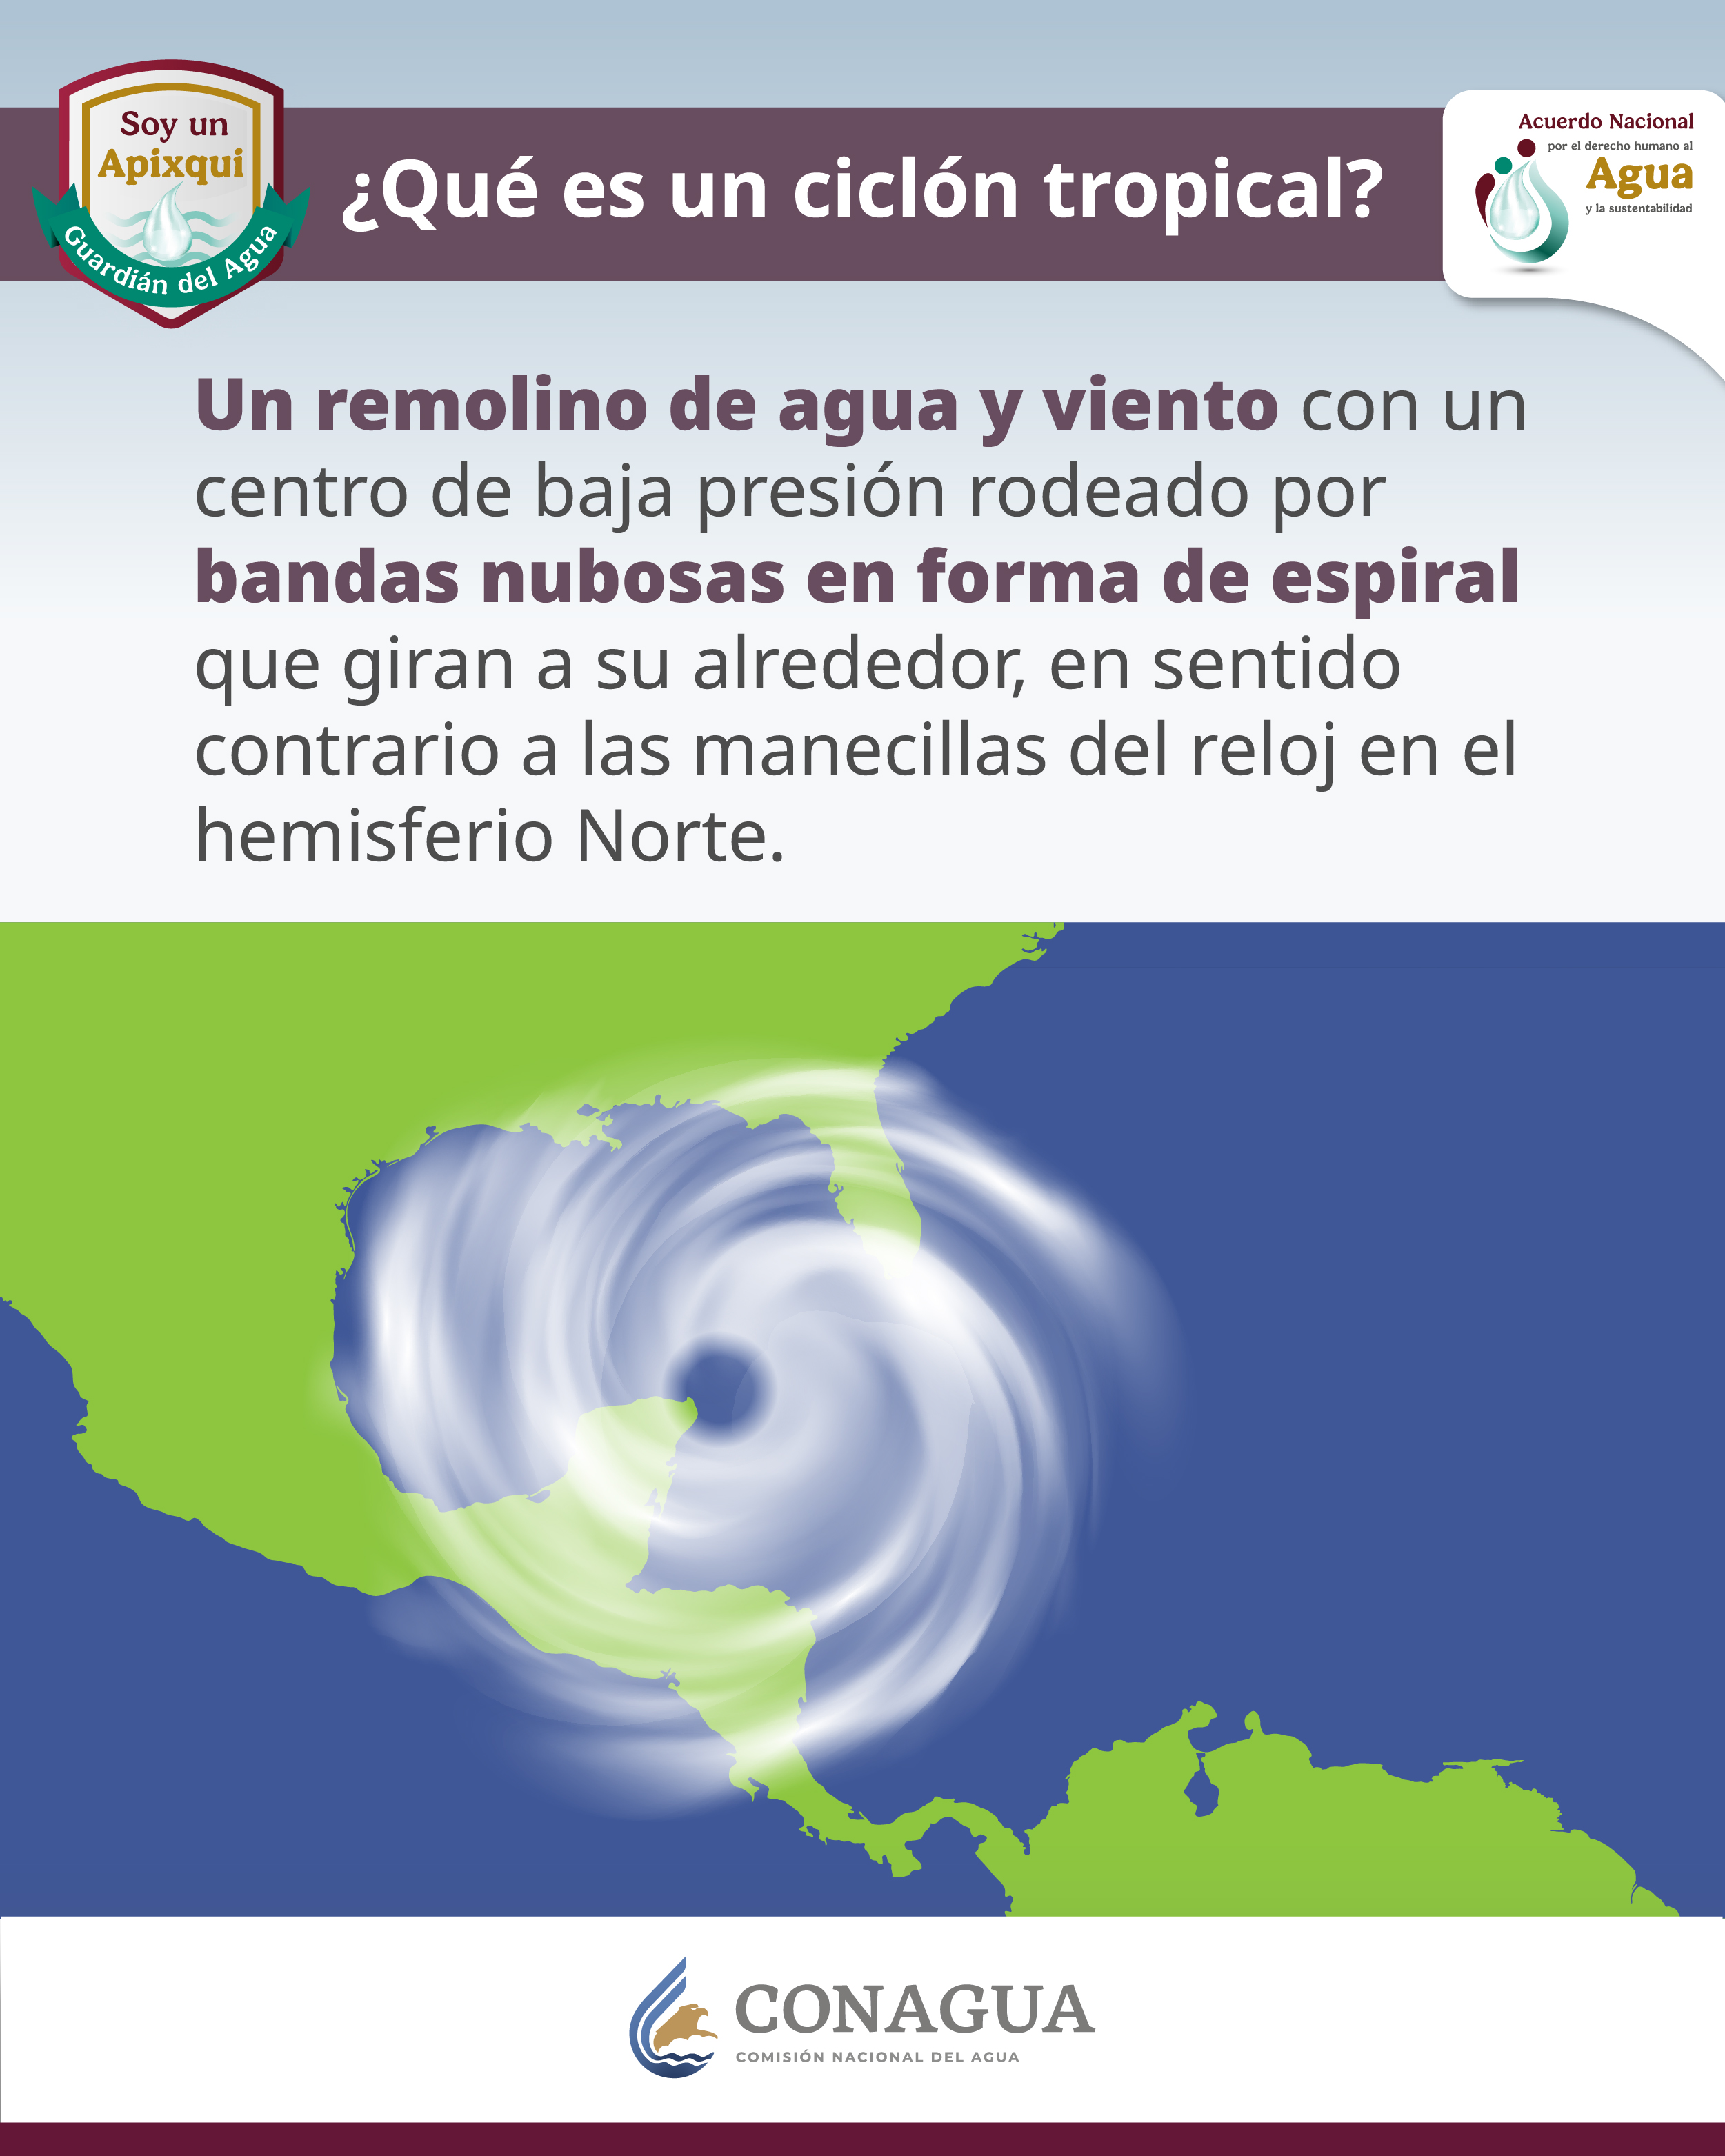 Soy un
Apixqui
Guardián del Agua
¿Qué es un ciclón tropical?
Acuerdo Nacional
por el derecho humano al
Agua
y la sustentabilidad
Un remolino de agua y viento con un
centro de baja presión rodeado por
bandas nubosas en forma de espiral
que giran a su alrededor, en sentido
contrario a las manecillas del reloj en el
hemisferio Norte.
CONAGUA
COMISIÓN NACIONAL DEL AGUA